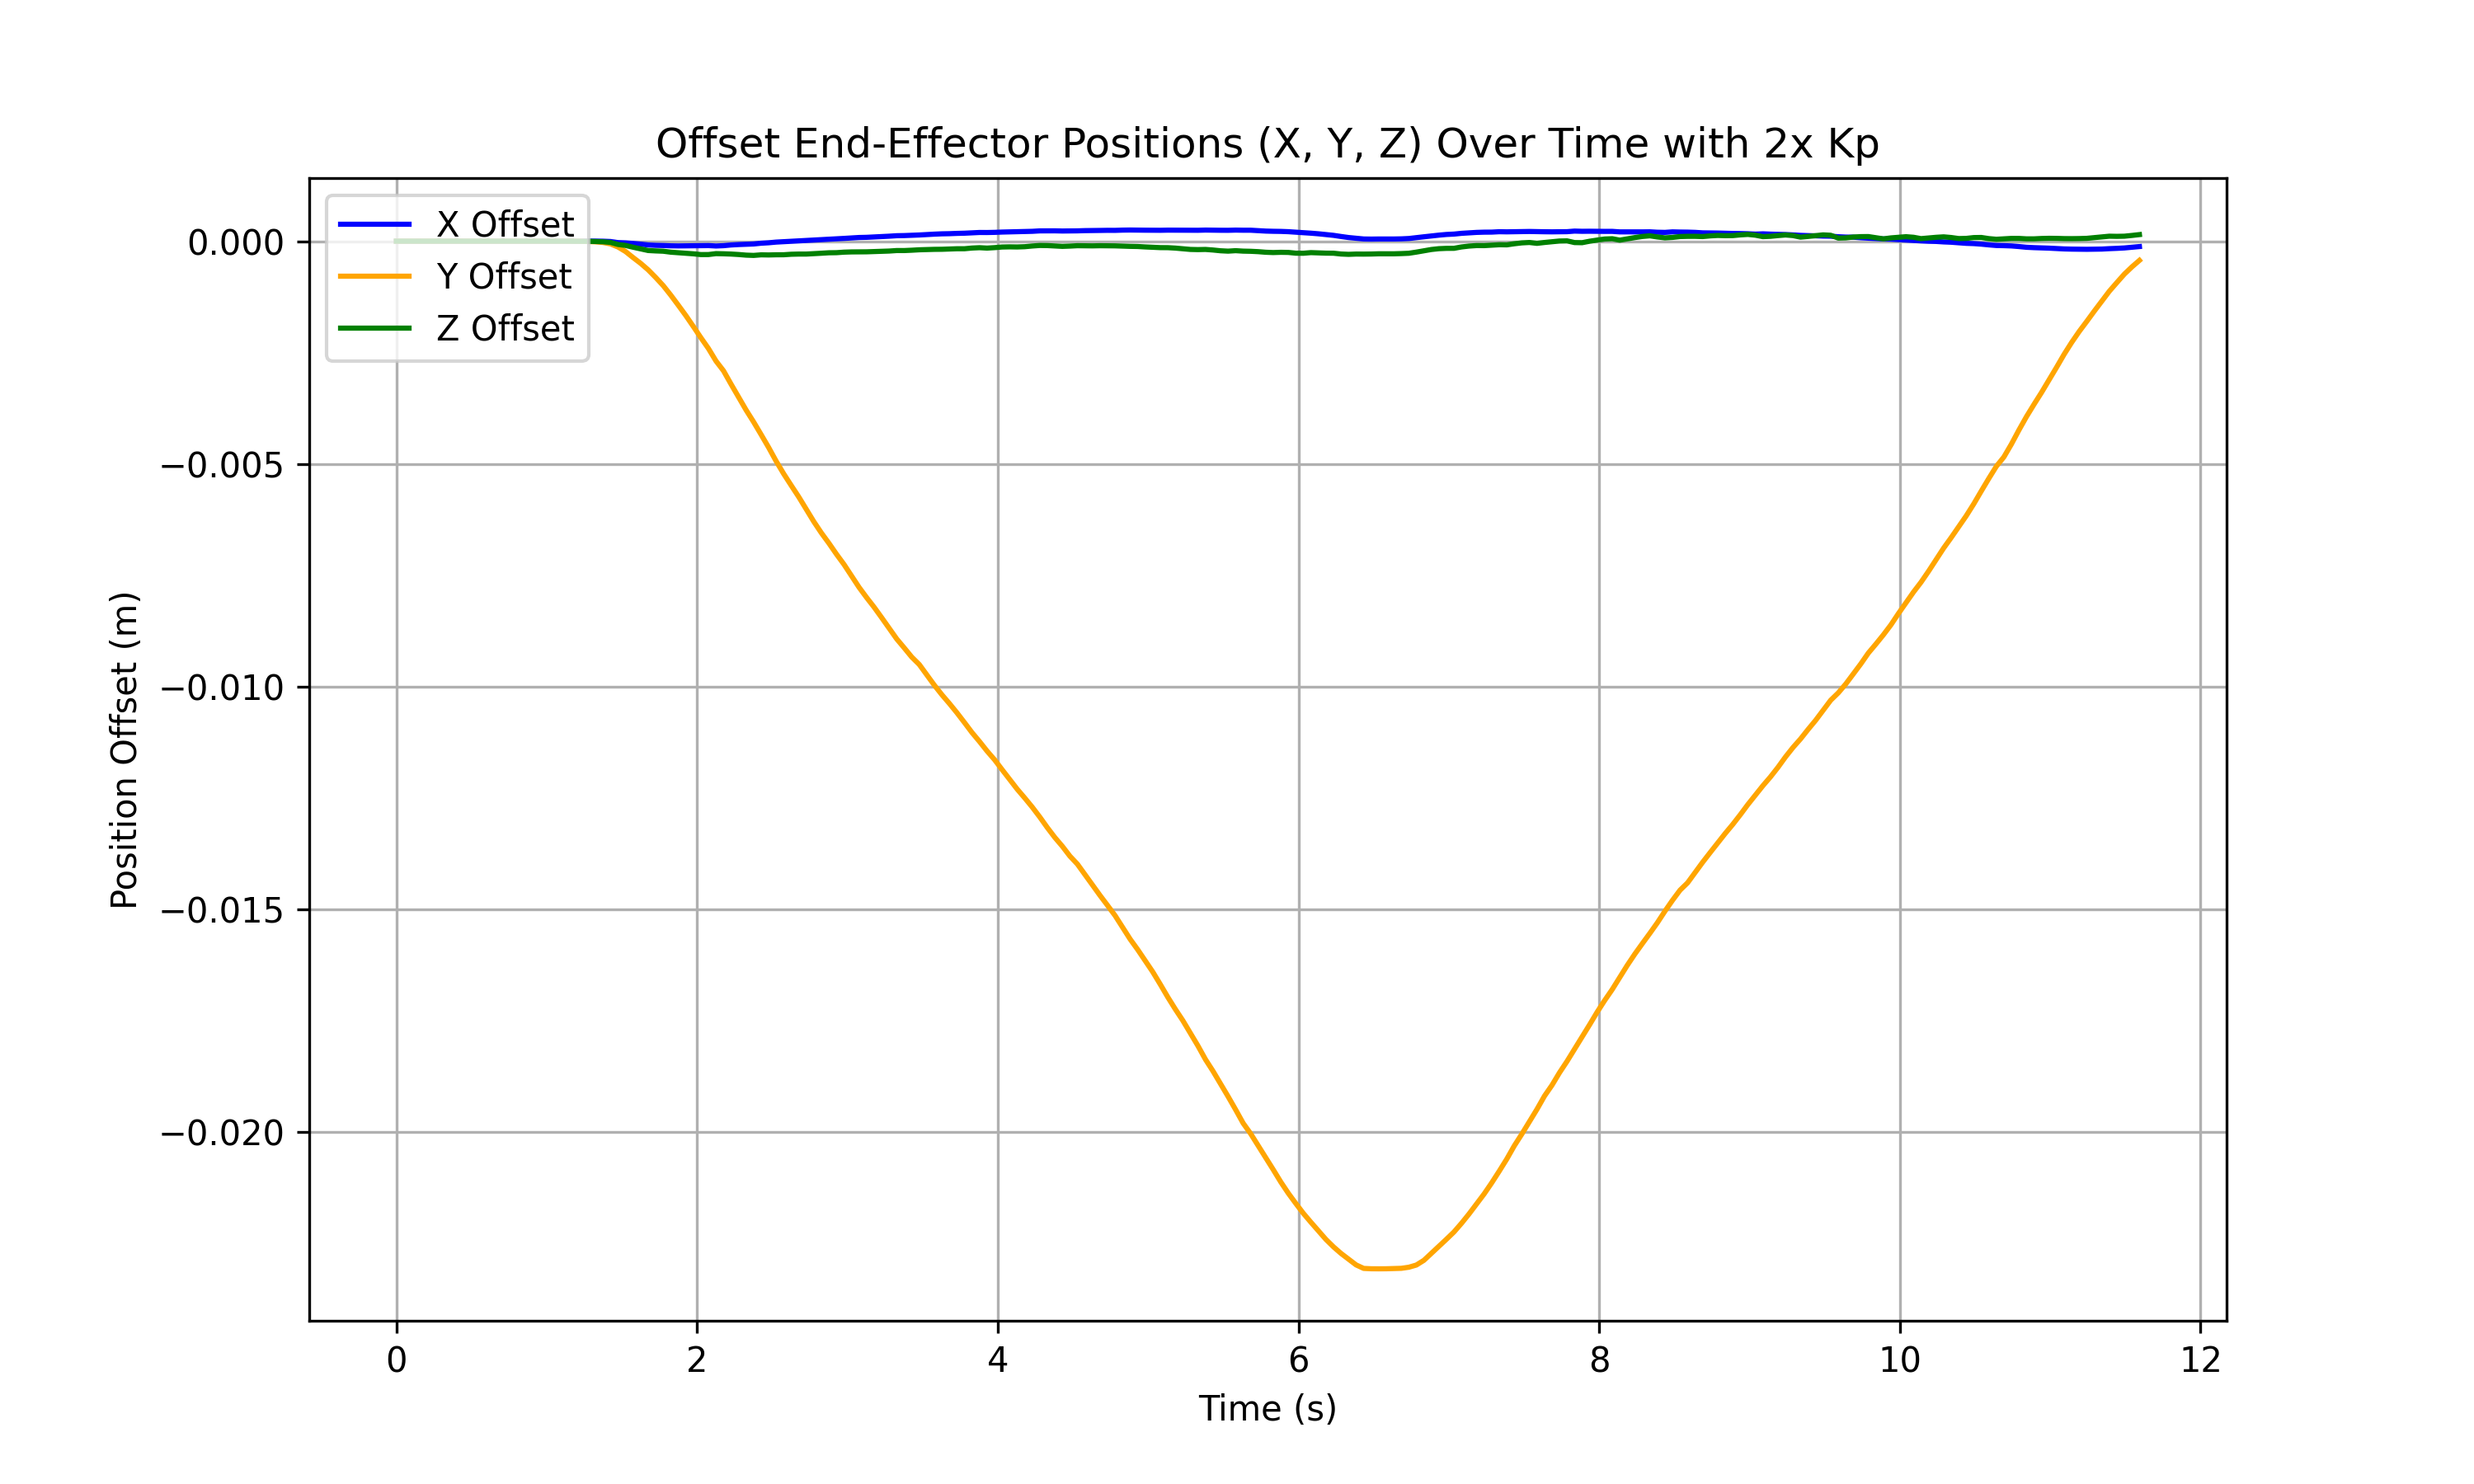 Offset End-Effector Positions (X, Y, Z) Over Time with 2x Kp
X Offset
Y Offset
Z Offset
0.000
−0.005
−0.010
−0.015
−0.020
Position Offset (m)
0 2 4 6 8 10 12
Time (s)